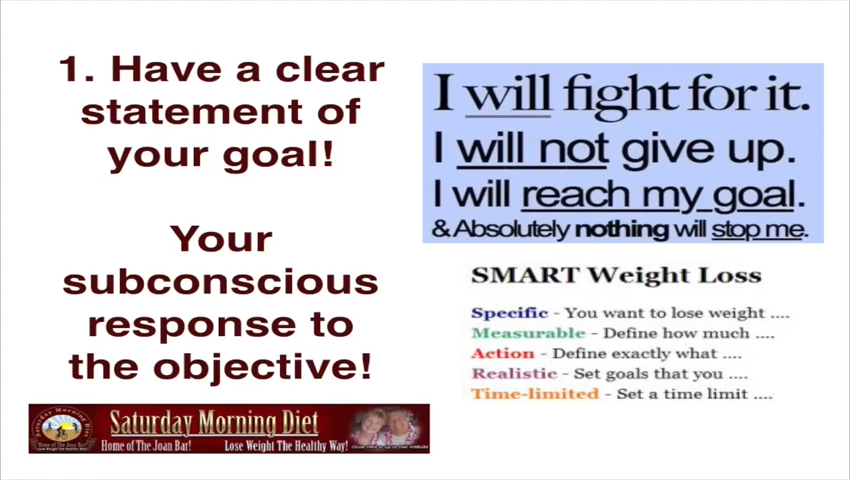 1. Have a clear
statement of
your goal!
Your
subconscious
response to
the objective!
I will fight for it.
I will not give up.
I will reach my goal.
& Absolutely nothing will stop me.
SMART Weight Loss
Specific - You want to lose weight ....
Measurable - Define how much ....
Action - Define exactly what ....
Realistic - Set goals that you ....
Time-limited - Set a time limit ....
Saturday Morning Diet
Home of The Joan Bar!
Lose Weight The Healthy Way!